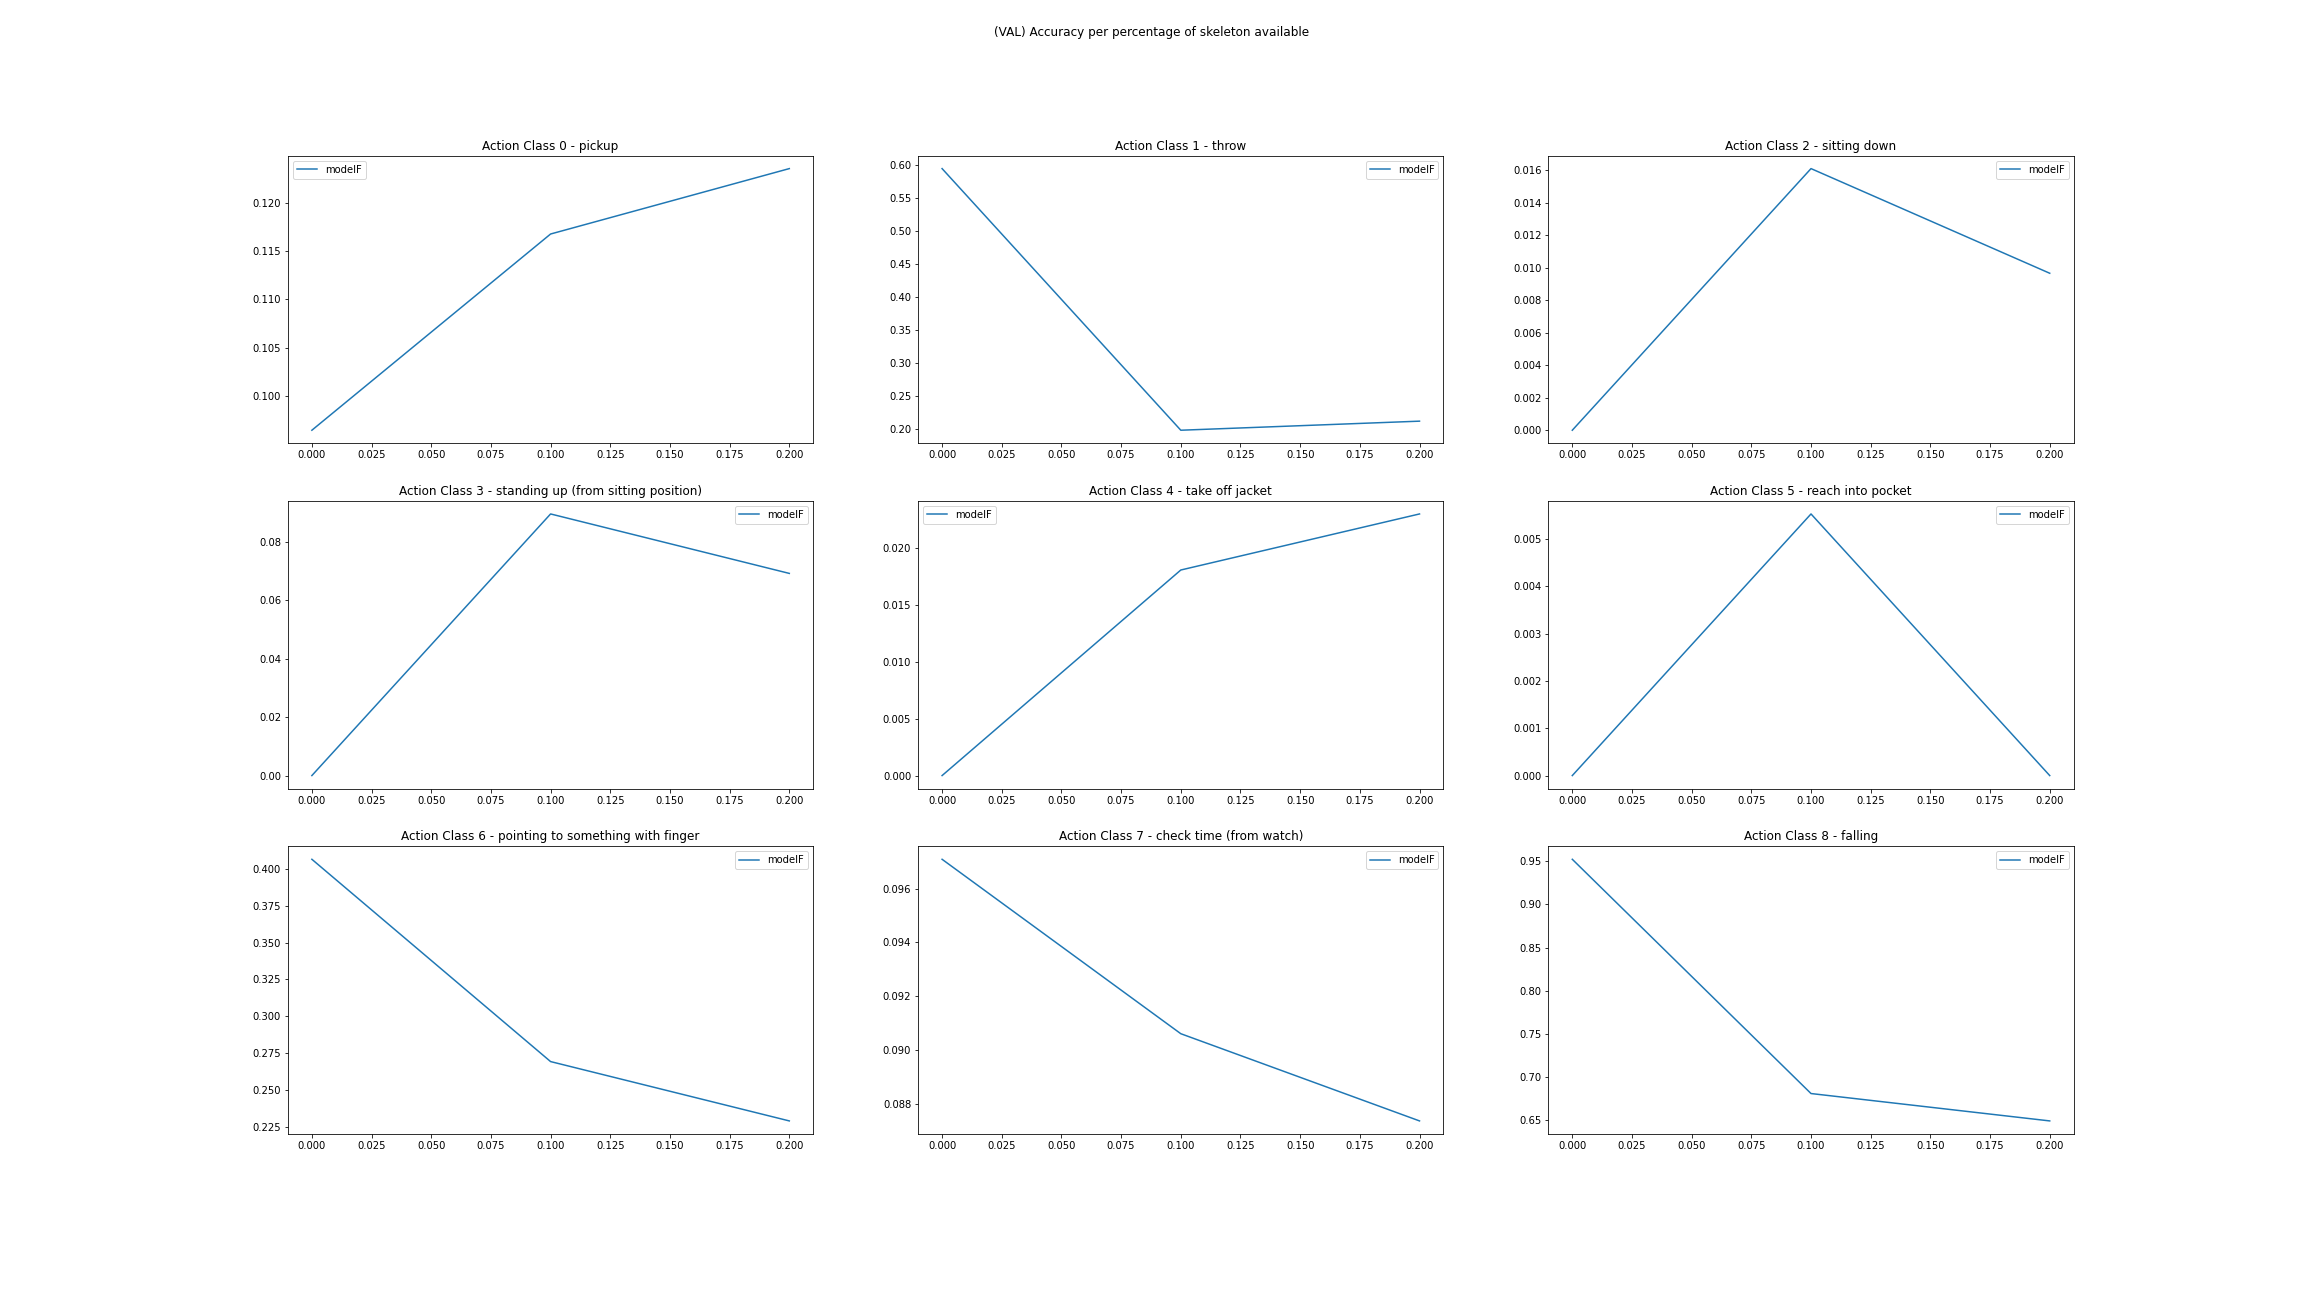 (VAL) Accuracy per percentage of skeleton available
Action Class 0 - pickup
modelF
0.120
0.115
0.110
0.105
0.100
0.000 0.025 0.050 0.075 0.100 0.125 0.150 0.175 0.200
Action Class 1 - throw
modelF
0.60
0.55
0.50
0.45
0.40
0.35
0.30
0.25
0.20
0.000 0.025 0.050 0.075 0.100 0.125 0.150 0.175 0.200
Action Class 2 - sitting down
modelF
0.016
0.014
0.012
0.010
0.008
0.006
0.004
0.002
0.000
0.000 0.025 0.050 0.075 0.100 0.125 0.150 0.175 0.200
Action Class 3 - standing up (from sitting position)
modelF
0.08
0.06
0.04
0.02
0.00
0.000 0.025 0.050 0.075 0.100 0.125 0.150 0.175 0.200
Action Class 4 - take off jacket
modelF
0.020
0.015
0.010
0.005
0.000
0.000 0.025 0.050 0.075 0.100 0.125 0.150 0.175 0.200
Action Class 5 - reach into pocket
modelF
0.005
0.004
0.003
0.002
0.001
0.000
0.000 0.025 0.050 0.075 0.100 0.125 0.150 0.175 0.200
Action Class 6 - pointing to something with finger
modelF
0.400
0.375
0.350
0.325
0.300
0.275
0.250
0.225
0.000 0.025 0.050 0.075 0.100 0.125 0.150 0.175 0.200
Action Class 7 - check time (from watch)
modelF
0.096
0.094
0.092
0.090
0.088
0.000 0.025 0.050 0.075 0.100 0.125 0.150 0.175 0.200
Action Class 8 - falling
modelF
0.95
0.90
0.85
0.80
0.75
0.70
0.65
0.000 0.025 0.050 0.075 0.100 0.125 0.150 0.175 0.200